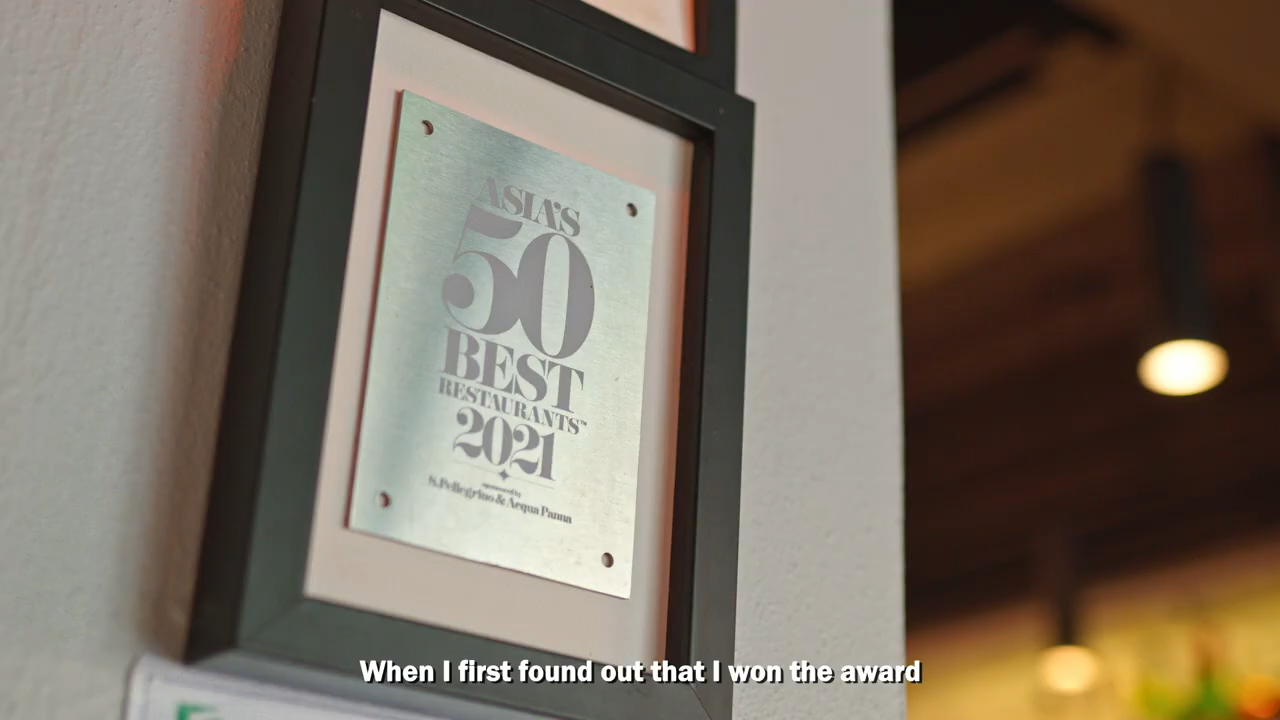 ASIA'S
50
BEST
RESTAURANTS™
2021
sponsored by
S.Pellegrino & Acqua Panna
When I first found out that I won the award